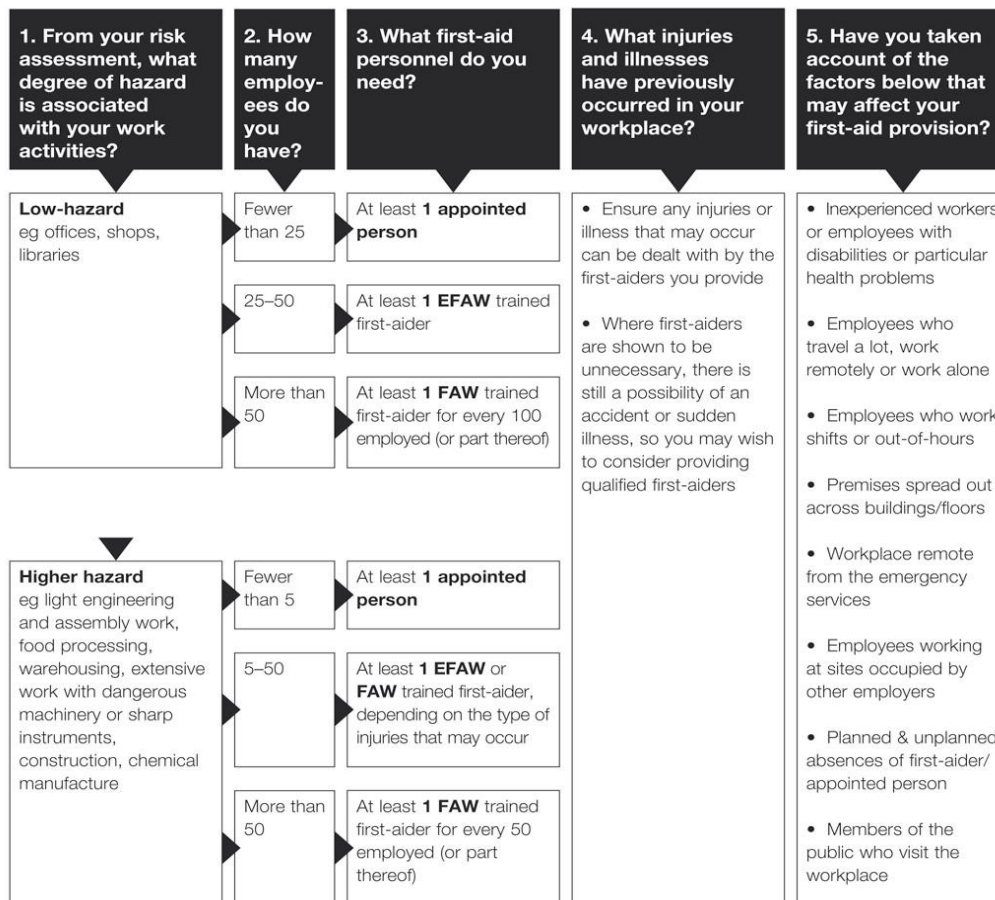 1. From your risk
assessment, what
degree of hazard
is associated
with your work
activities?
2. How
many
employ-
ees do
you
have?
3. What first-aid
personnel do you
need?
4. What injuries
and illnesses
have previously
occurred in your
workplace?
5. Have you taken
account of the
factors below that
may affect your
first-aid provision?
Low-hazard
eg offices, shops,
libraries
Fewer
than 25
At least 1 appointed
person
25–50
At least 1 EFAW trained
first-aider
More than
50
At least 1 FAW trained
first-aider for every 100
employed (or part thereof)
Higher hazard
eg light engineering
and assembly work,
food processing,
warehousing, extensive
work with dangerous
machinery or sharp
instruments,
construction, chemical
manufacture
Fewer
than 5
At least 1 appointed
person
5–50
At least 1 EFAW or
FAW trained first-aider,
depending on the type of
injuries that may occur
More than
50
At least 1 FAW trained
first-aider for every 50
employed (or part
thereof)
• Ensure any injuries or
illness that may occur
can be dealt with by the
first-aiders you provide
• Where first-aiders
are shown to be
unnecessary, there is
still a possibility of an
accident or sudden
illness, so you may wish
to consider providing
qualified first-aiders
• Inexperienced workers
or employees with
disabilities or particular
health problems
• Employees who
travel a lot, work
remotely or work alone
• Employees who work
shifts or out-of-hours
• Premises spread out
across buildings/floors
• Workplace remote
from the emergency
services
• Employees working
at sites occupied by
other employers
• Planned & unplanned
absences of first-aider/
appointed person
• Members of the
public who visit the
workplace